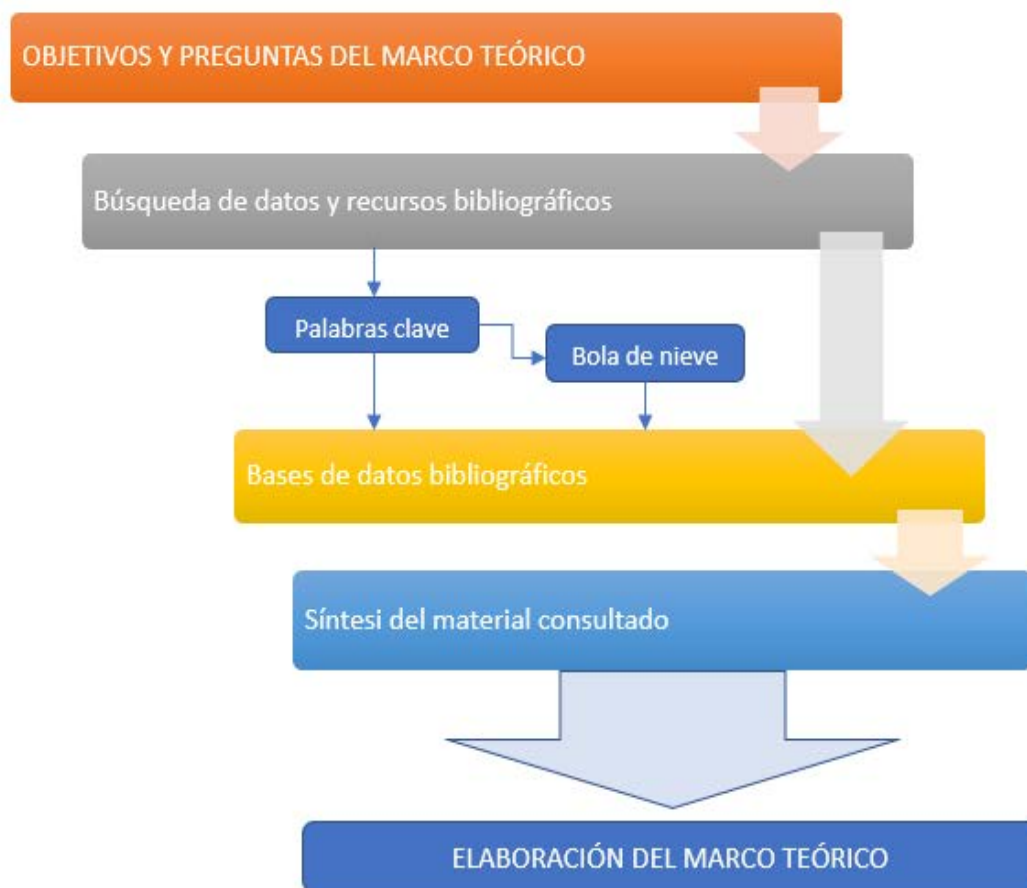 OBJETIVOS Y PREGUNTAS DEL MARCO TEÓRICO
Búsqueda de datos y recursos bibliográficos
Palabras clave
Bola de nieve
Bases de datos bibliográficos
Síntesi del material consultado
ELABORACIÓN DEL MARCO TEÓRICO